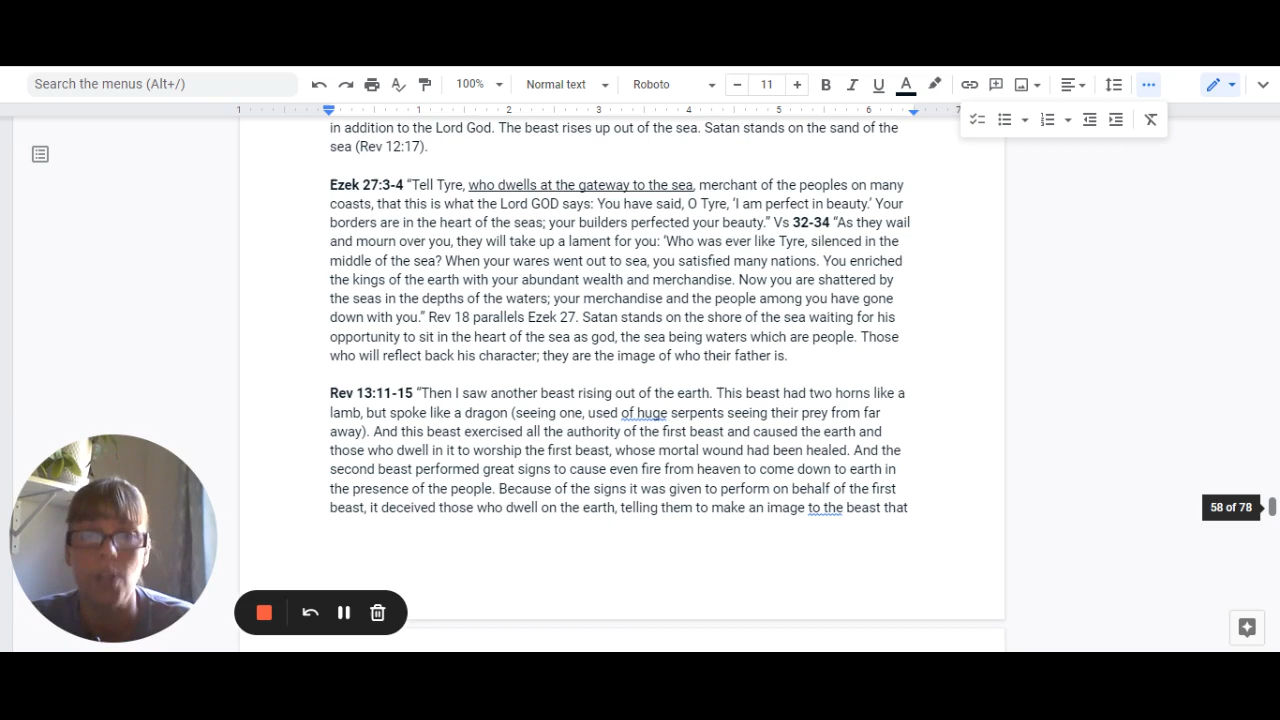 Search the menus (Alt+/)
100%
Normal text
Roboto
11
B
I
U
A
1
1
2
3
4
5
6
7
in addition to the Lord God. The beast rises up out of the sea. Satan stands on the sand of the
sea (Rev 12:17).
Ezek 27:3-4 “Tell Tyre, who dwells at the gateway to the sea, merchant of the peoples on many
coasts, that this is what the Lord GOD says: You have said, O Tyre, ‘I am perfect in beauty.’ Your
borders are in the heart of the seas; your builders perfected your beauty.” Vs 32-34 “As they wail
and mourn over you, they will take up a lament for you: ‘Who was ever like Tyre, silenced in the
middle of the sea? When your wares went out to sea, you satisfied many nations. You enriched
the kings of the earth with your abundant wealth and merchandise. Now you are shattered by
the seas in the depths of the waters; your merchandise and the people among you have gone
down with you.” Rev 18 parallels Ezek 27. Satan stands on the shore of the sea waiting for his
opportunity to sit in the heart of the sea as god, the sea being waters which are people. Those
who will reflect back his character; they are the image of who their father is.
Rev 13:11-15 “Then I saw another beast rising out of the earth. This beast had two horns like a
lamb, but spoke like a dragon (seeing one, used of huge serpents seeing their prey from far
away). And this beast exercised all the authority of the first beast and caused the earth and
those who dwell in it to worship the first beast, whose mortal wound had been healed. And the
second beast performed great signs to cause even fire from heaven to come down to earth in
the presence of the people. Because of the signs it was given to perform on behalf of the first
beast, it deceived those who dwell on the earth, telling them to make an image to the beast that
58 of 78